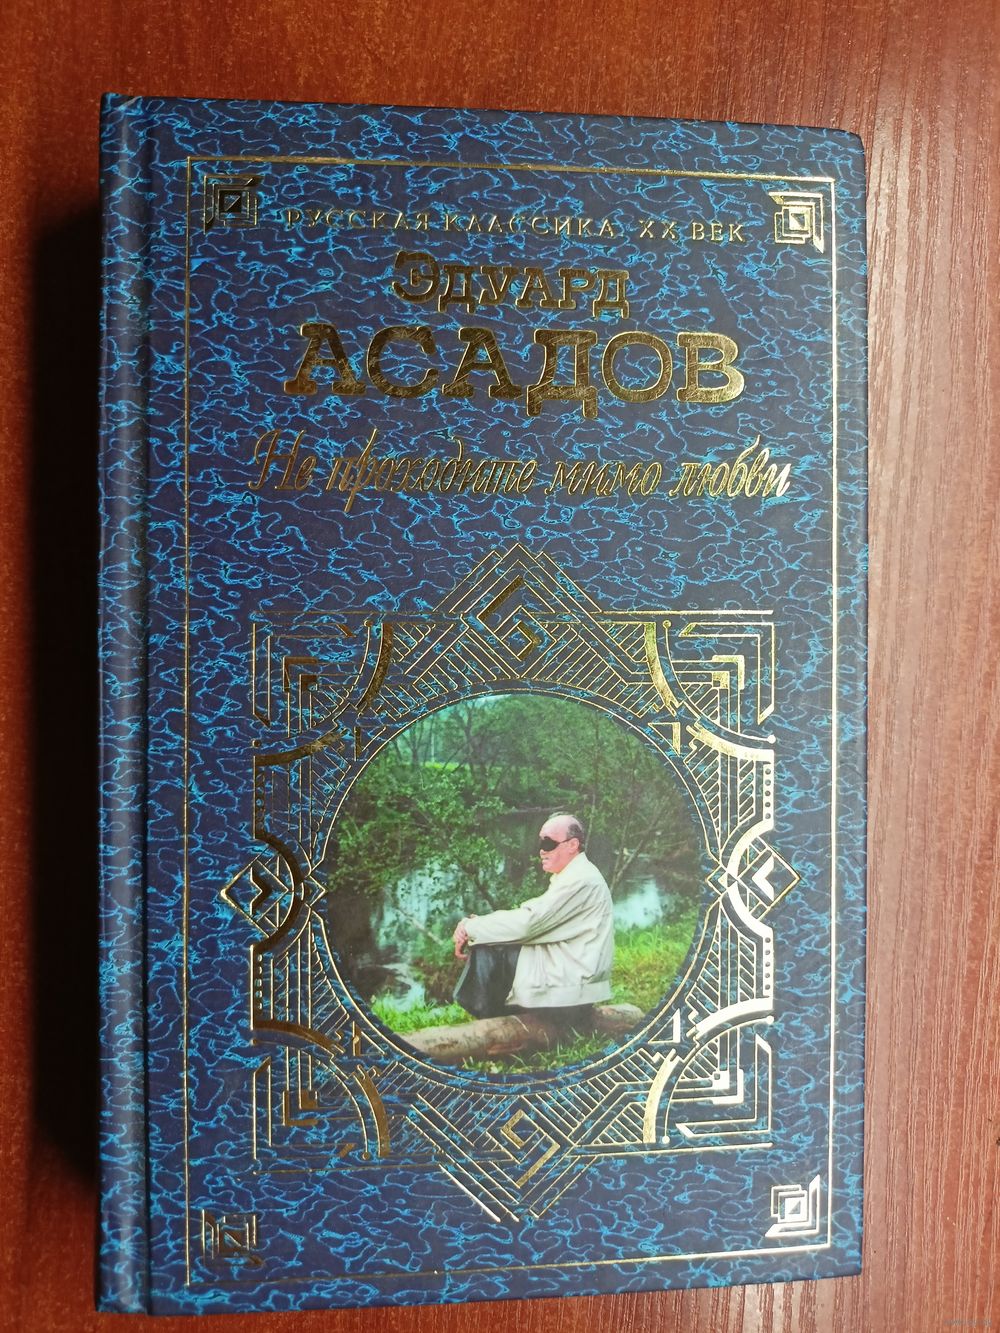 РУССКАЯ КЛАССИКА. XX ВЕК
ЭДУАРД
АСАДОВ
Не проходите мимо любви